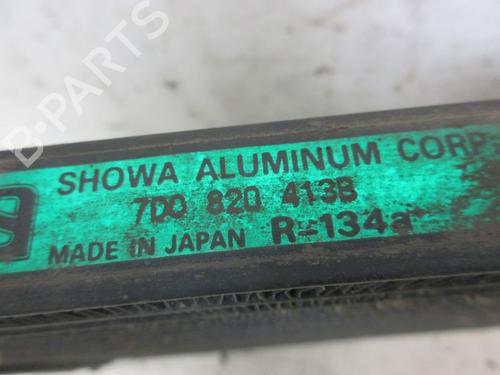 B-PARTS
SHOWA ALUMINUM CORP
7D0 820 413B
MADE IN JAPAN R-134a